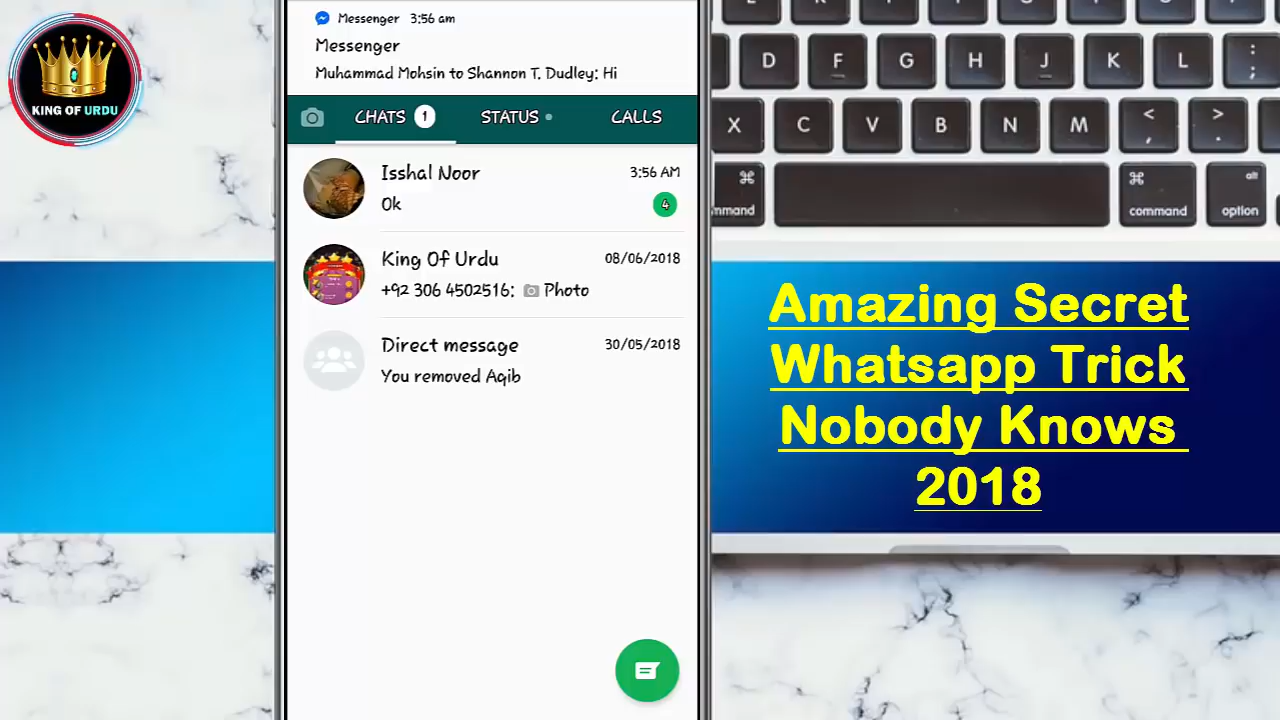 KING OF URDU
Messenger 3:56 am
Messenger
Muhammad Mohsin to Shannon T. Dudley: Hi
CHATS 1 STATUS CALLS
Isshal Noor 3:56 AM
Ok 4
King Of Urdu 08/06/2018
+92 306 4502516: Photo
Direct message 30/05/2018
You removed Aqib
D F G H J K L : ;
X C V B N M < , > .
⌘ ⌘ alt
mmand command option
Amazing Secret
Whatsapp Trick
Nobody Knows
2018